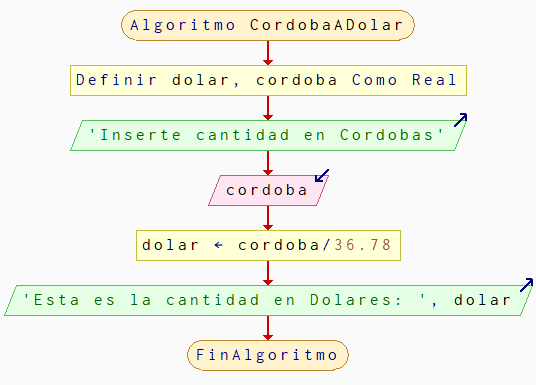 Algoritmo CordobaADolar
Definir dolar, cordoba Como Real
'Inserte cantidad en Cordobas'
cordoba
dolar ← cordoba/36.78
'Esta es la cantidad en Dolares: ', dolar
FinAlgoritmo